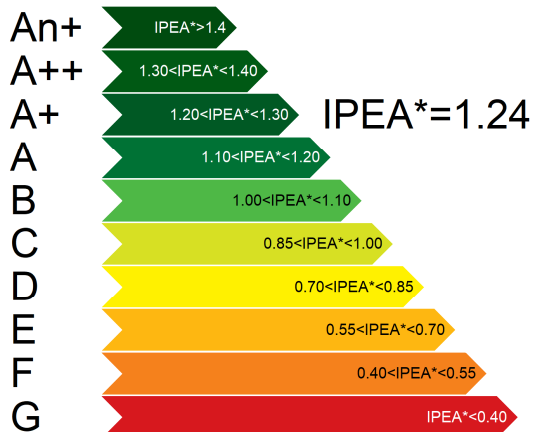 An+ IPEA*>1.4
A++ 1.30<IPEA*<1.40
A+ 1.20<IPEA*<1.30 IPEA*=1.24
A 1.10<IPEA*<1.20
B 1.00<IPEA*<1.10
C 0.85<IPEA*<1.00
D 0.70<IPEA*<0.85
E 0.55<IPEA*<0.70
F 0.40<IPEA*<0.55
G IPEA*<0.40